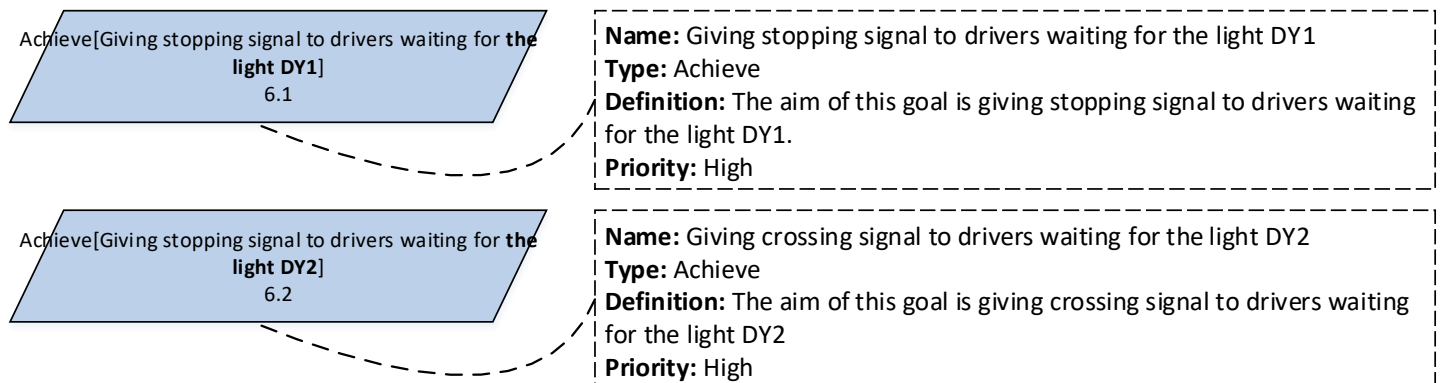 Achieve[Giving stopping signal to drivers waiting for the
light DY1]
6.1
Name: Giving stopping signal to drivers waiting for the light DY1
Type: Achieve
Definition: The aim of this goal is giving stopping signal to drivers waiting
for the light DY1.
Priority: High
Achieve[Giving stopping signal to drivers waiting for the
light DY2]
6.2
Name: Giving crossing signal to drivers waiting for the light DY2
Type: Achieve
Definition: The aim of this goal is giving crossing signal to drivers waiting
for the light DY2
Priority: High